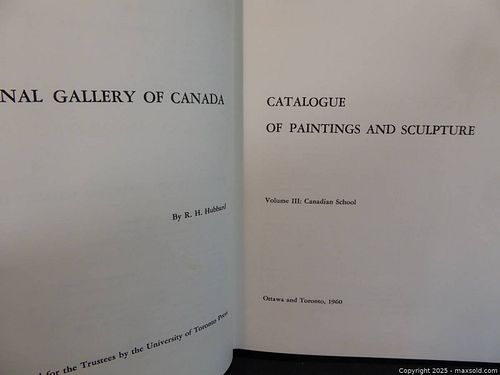 NAL GALLERY OF CANADA
By R. H. Hubbard
for the Trustees by the University of Toronto Press
CATALOGUE
OF PAINTINGS AND SCULPTURE
Volume III: Canadian School
Ottawa and Toronto, 1960
Copyright 2025 - maxsold.com